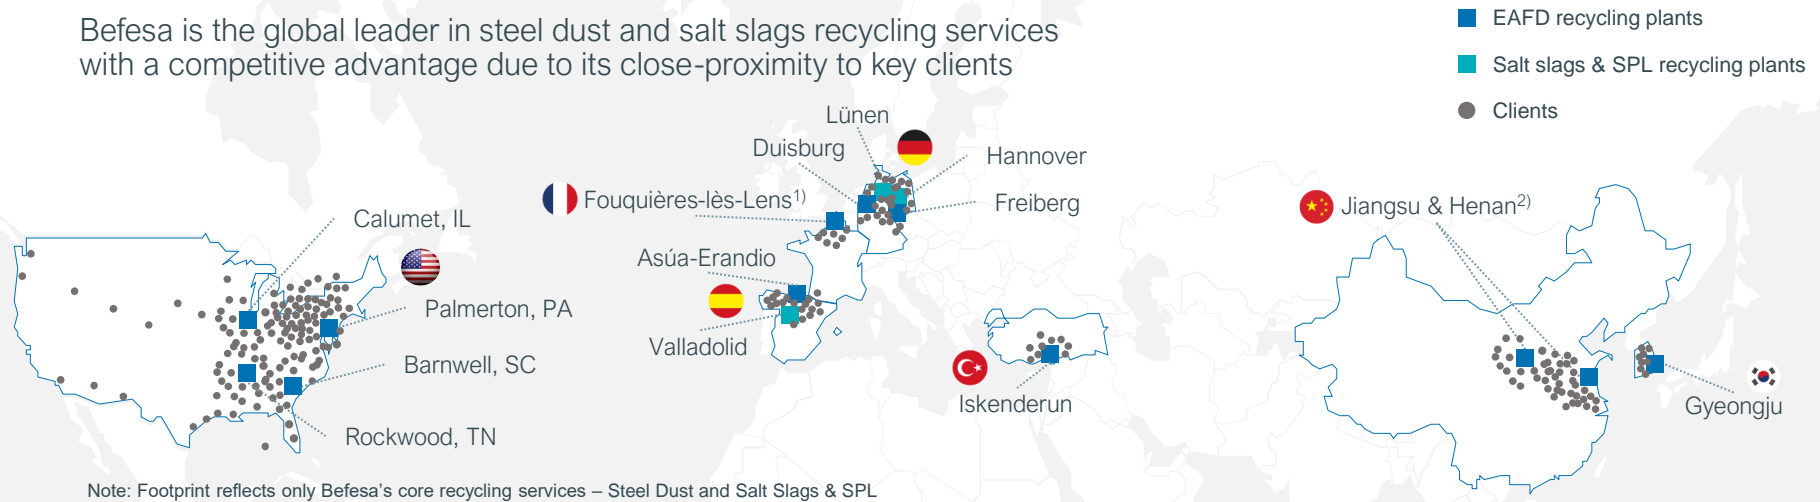 Befesa is the global leader in steel dust and salt slags recycling services
with a competitive advantage due to its close-proximity to key clients
EAFD recycling plants
Salt slags & SPL recycling plants
Clients
Lünen
Duisburg
Hannover
Fouquières-lès-Lens1)
Freiberg
Jiangsu & Henan2)
Calumet, IL
Asúa-Erandio
Palmerton, PA
Valladolid
Barnwell, SC
Iskenderun
Gyeongju
Rockwood, TN
Note: Footprint reflects only Befesa's core recycling services – Steel Dust and Salt Slags & SPL